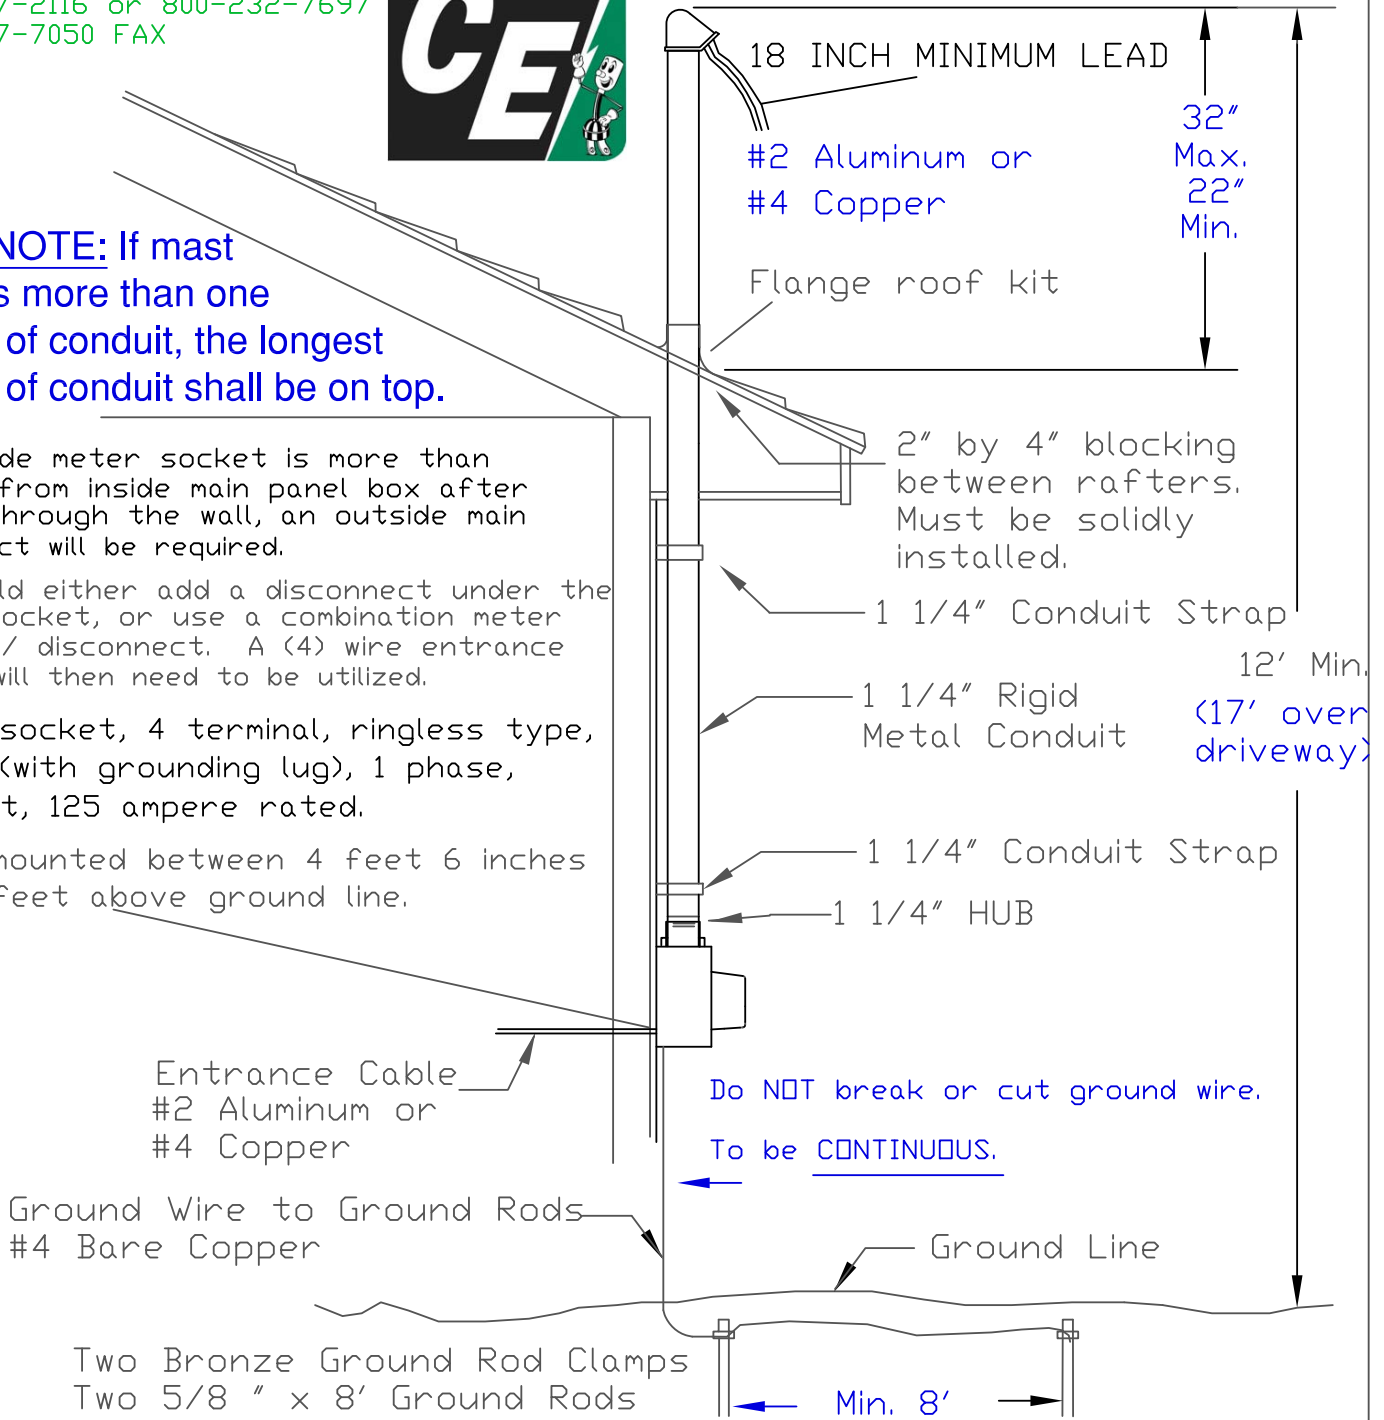 7-2116 or 800-232-7697
7-7050 FAX
CE
18 INCH MINIMUM LEAD
#2 Aluminum or
#4 Copper
32"
Max.
22"
Min.
NOTE: If mast
s more than one
of conduit, the longest
of conduit shall be on top.
Flange roof kit
de meter socket is more than
from inside main panel box after
hrough the wall, an outside main
ct will be required.
ld either add a disconnect under the
ocket, or use a combination meter
/ disconnect. A (4) wire entrance
will then need to be utilized.
2" by 4" blocking
between rafters.
Must be solidly
installed.
1 1/4" Conduit Strap
12' Min.
(17' over
driveway)
1 1/4" Rigid
Metal Conduit
socket, 4 terminal, ringless type,
(with grounding lug), 1 phase,
t, 125 ampere rated.
mounted between 4 feet 6 inches
feet above ground line.
1 1/4" Conduit Strap
1 1/4" HUB
Entrance Cable
#2 Aluminum or
#4 Copper
Do NOT break or cut ground wire.
To be CONTINUOUS.
Ground Wire to Ground Rods
#4 Bare Copper
Ground Line
Two Bronze Ground Rod Clamps
Two 5/8 " x 8' Ground Rods
Min. 8'